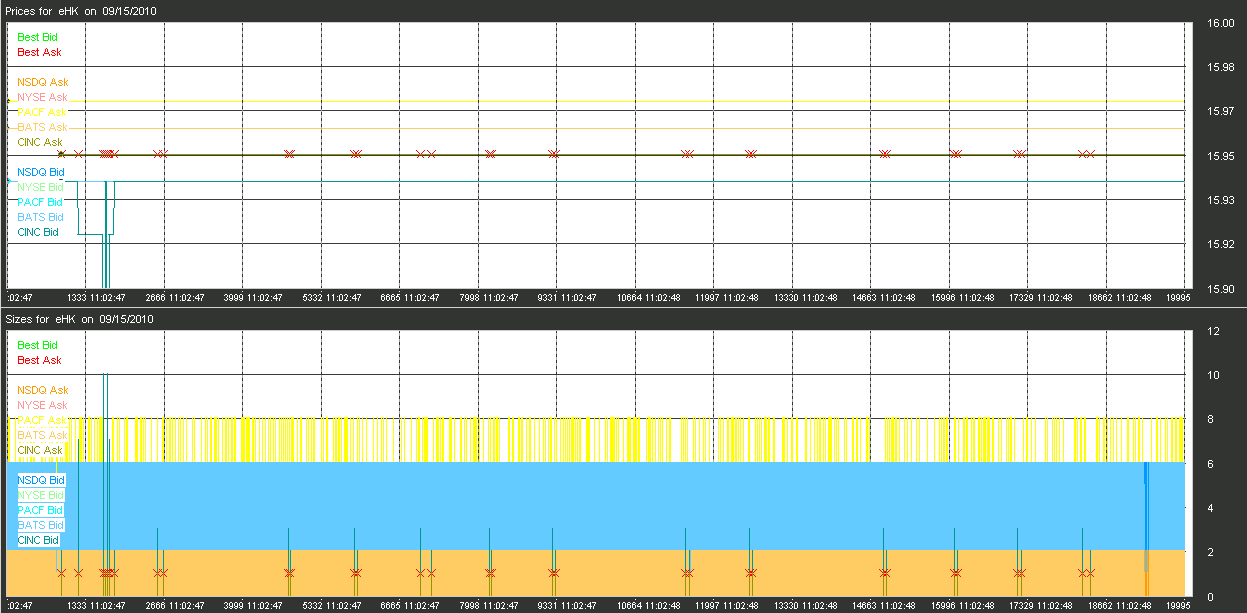 Prices for eHK on 09/15/2010
Best Bid
Best Ask
NSDQ Ask
NYSE Ask
PACF Ask
BATS Ask
CINC Ask
NSDQ Bid
NYSE Bid
PACF Bid
BATS Bid
CINC Bid
16.00
15.98
15.97
15.95
15.93
15.92
15.90
:02:47 1333 11:02:47 2666 11:02:47 3999 11:02:47 5332 11:02:47 6665 11:02:47 7998 11:02:47 9331 11:02:47 10664 11:02:48 11997 11:02:48 13330 11:02:48 14663 11:02:48 15996 11:02:48 17329 11:02:48 18662 11:02:48 19995
Sizes for eHK on 09/15/2010
Best Bid
Best Ask
NSDQ Ask
NYSE Ask
PACF Ask
BATS Ask
CINC Ask
NSDQ Bid
NYSE Bid
PACF Bid
BATS Bid
CINC Bid
12
10
8
6
4
2
0
:02:47 1333 11:02:47 2666 11:02:47 3999 11:02:47 5332 11:02:47 6665 11:02:47 7998 11:02:47 9331 11:02:47 10664 11:02:48 11997 11:02:48 13330 11:02:48 14663 11:02:48 15996 11:02:48 17329 11:02:48 18662 11:02:48 19995